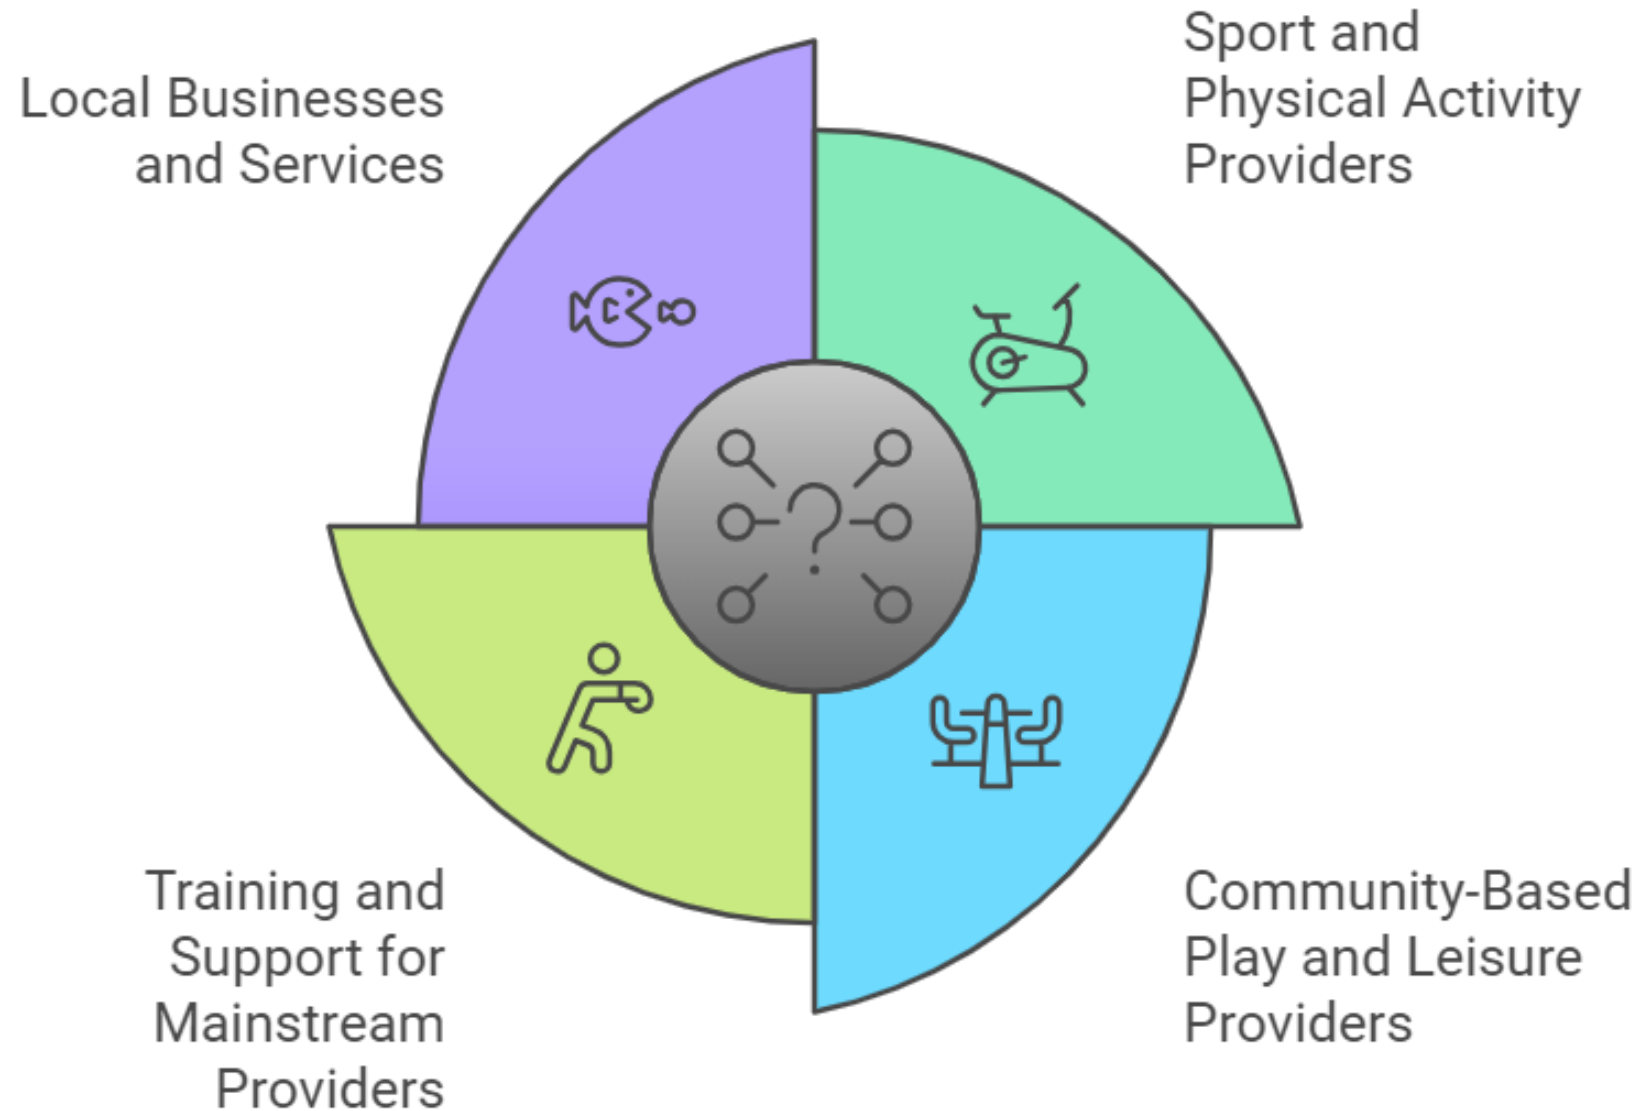 Local Businesses
and Services
Sport and
Physical Activity
Providers
Training and
Support for
Mainstream
Providers
Community-Based
Play and Leisure
Providers